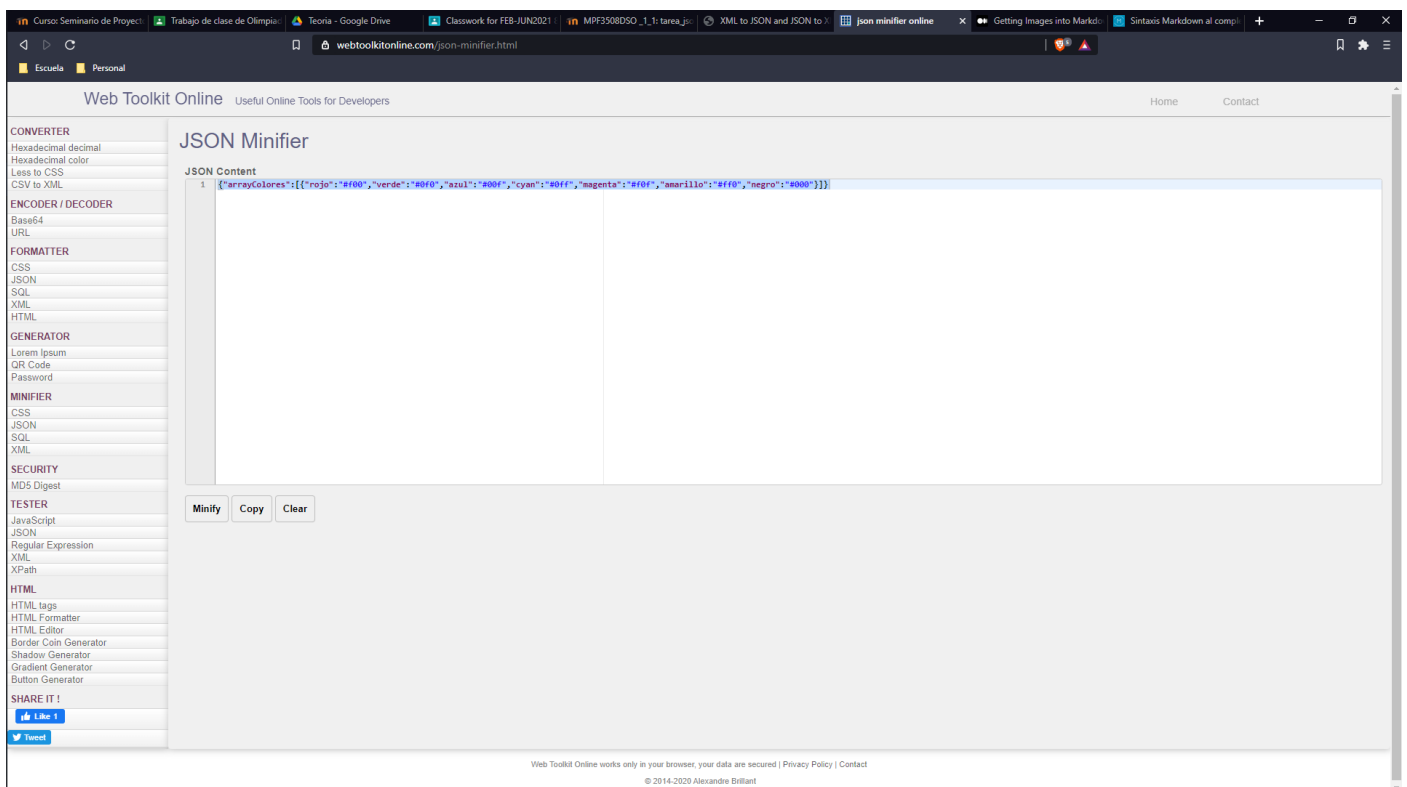 Curso: Seminario de Proyect
Trabajo de clase de Olimpiad
Teoria - Google Drive
Classwork for FEB-JUN2021
MPF3508DSO _1_1: tarea_jsc
XML to JSON and JSON to X
json minifier online
Getting Images into Markdo
Sintaxis Markdown al compl
webtoolkitonline.com/json-minifier.html
Escuela Personal
Web Toolkit Online Useful Online Tools for Developers Home Contact
CONVERTER
Hexadecimal decimal
Hexadecimal color
Less to CSS
CSV to XML
ENCODER / DECODER
Base64
URL
FORMATTER
CSS
JSON
SQL
XML
HTML
GENERATOR
Lorem Ipsum
QR Code
Password
MINIFIER
CSS
JSON
SQL
XML
SECURITY
MD5 Digest
TESTER
JavaScript
JSON
Regular Expression
XML
XPath
HTML
HTML tags
HTML Formatter
HTML Editor
Border Coin Generator
Shadow Generator
Gradient Generator
Button Generator
SHARE IT !
Like 1
Tweet
JSON Minifier
JSON Content
1 {"arrayColores":[{"rojo":"#f00","verde":"#0f0","azul":"#00f","cyan":"#0ff","magenta":"#f0f","amarillo":"#ff0","negro":"#000"}]}
Minify Copy Clear
Web Toolkit Online works only in your browser, your data are secured | Privacy Policy | Contact
© 2014-2020 Alexandre Brillant